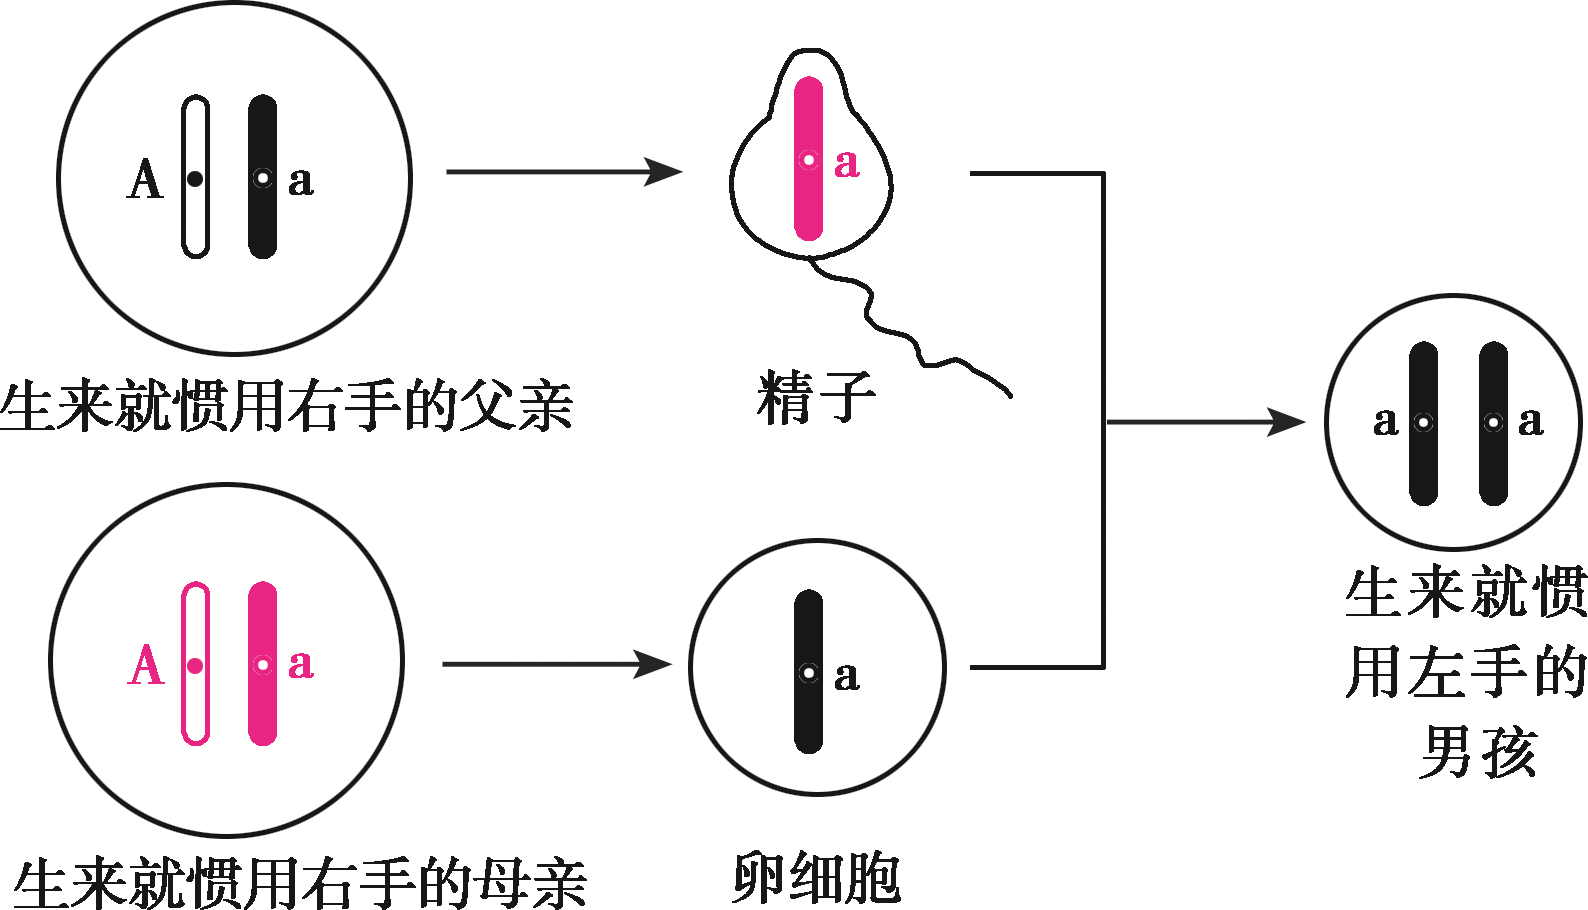 A a
a
生来就惯用右手的父亲
精子
a a
A a
a
生来就惯
用左手的
男孩
生来就惯用右手的母亲
卵细胞